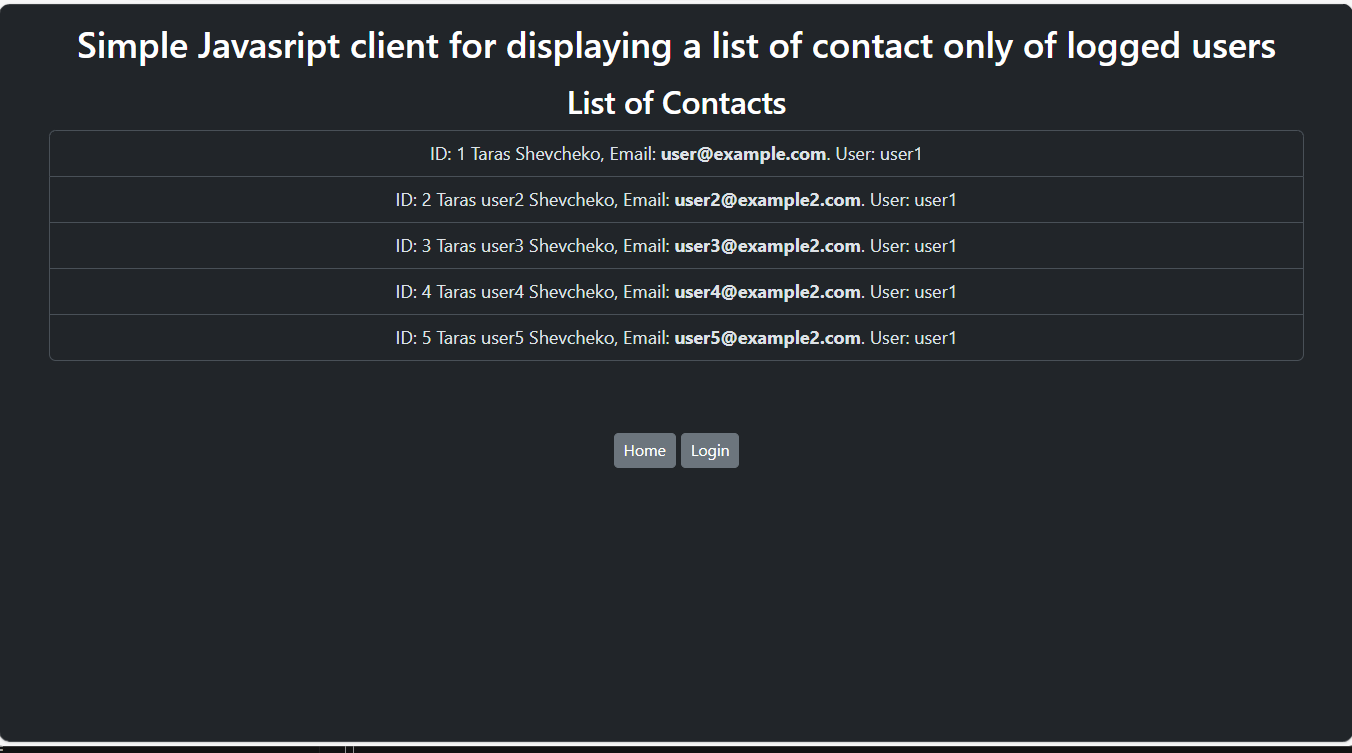 Simple Javasript client for displaying a list of contact only of logged users
List of Contacts
ID: 1 Taras Shevcheko, Email: user@example.com. User: user1
ID: 2 Taras user2 Shevcheko, Email: user2@example2.com. User: user1
ID: 3 Taras user3 Shevcheko, Email: user3@example2.com. User: user1
ID: 4 Taras user4 Shevcheko, Email: user4@example2.com. User: user1
ID: 5 Taras user5 Shevcheko, Email: user5@example2.com. User: user1
Home Login